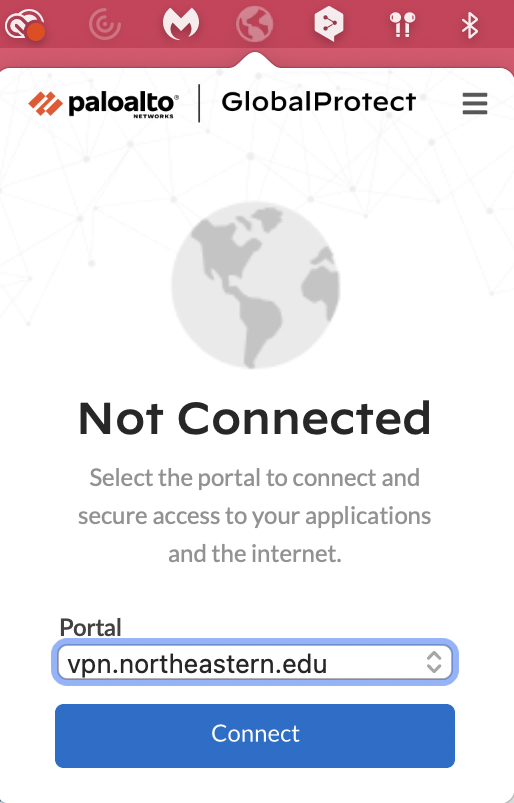 paloalto® | GlobalProtect
NETWORKS
Not Connected
Select the portal to connect and
secure access to your applications
and the internet.
Portal
vpn.northeastern.edu
Connect